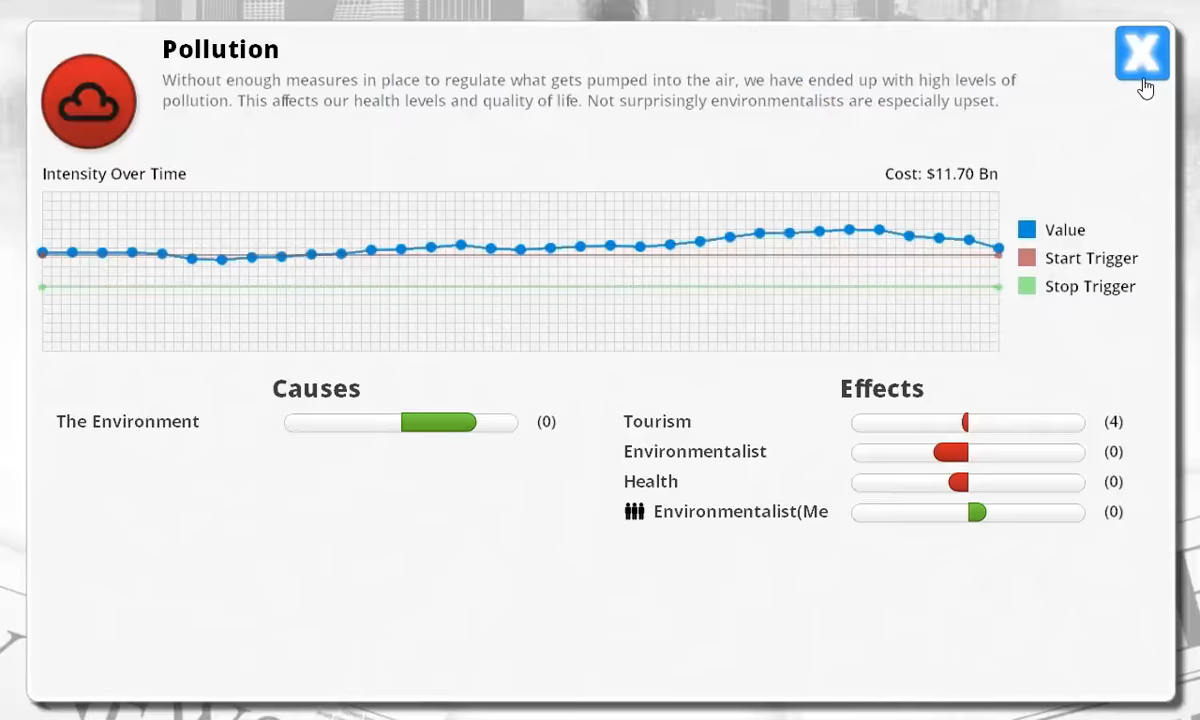 Pollution
X
Without enough measures in place to regulate what gets pumped into the air, we have ended up with high levels of
pollution. This affects our health levels and quality of life. Not surprisingly environmentalists are especially upset.
Intensity Over Time
Cost: $11.70 Bn
Value
Start Trigger
Stop Trigger
Causes
The Environment (0)
Effects
Tourism (4)
Environmentalist (0)
Health (0)
Environmentalist(Me (0)